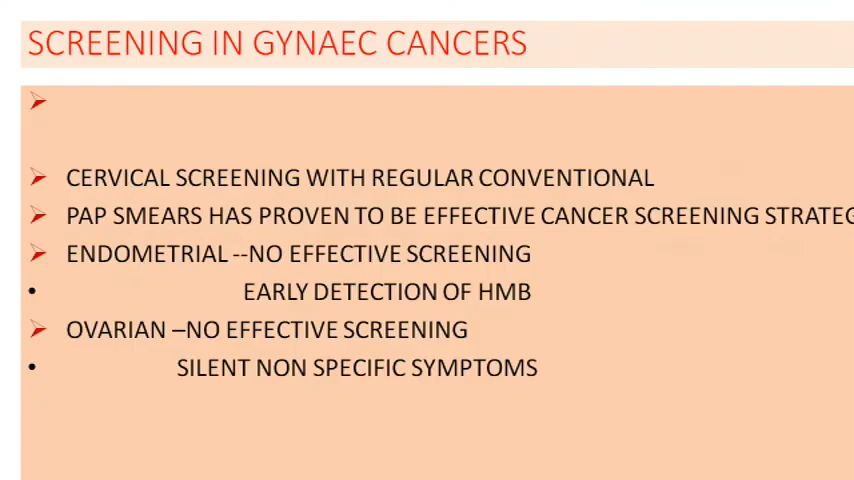 SCREENING IN GYNAEC CANCERS
CERVICAL SCREENING WITH REGULAR CONVENTIONAL
PAP SMEARS HAS PROVEN TO BE EFFECTIVE CANCER SCREENING STRATEG
ENDOMETRIAL --NO EFFECTIVE SCREENING
EARLY DETECTION OF HMB
OVARIAN –NO EFFECTIVE SCREENING
SILENT NON SPECIFIC SYMPTOMS